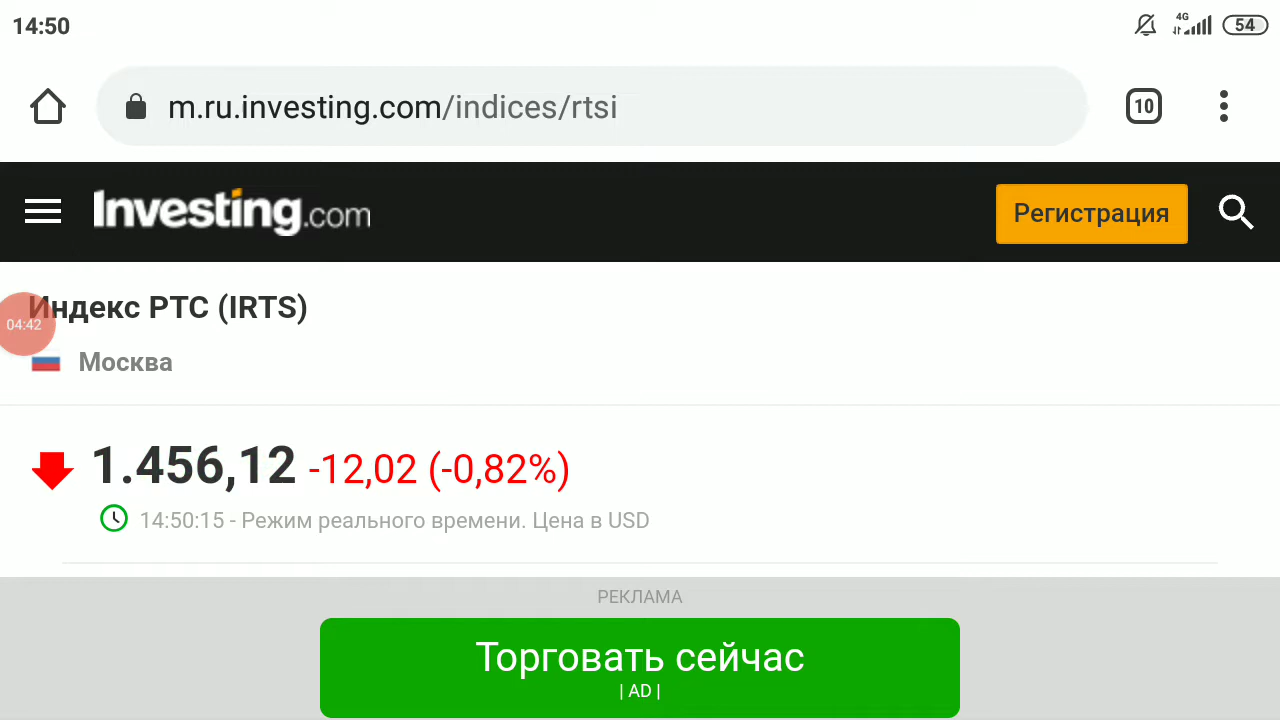 14:50
4G
54
m.ru.investing.com/indices/rtsi
10
Investing.com
Регистрация
Индекс РТС (IRTS)
04:42
Москва
1.456,12 -12,02 (-0,82%)
14:50:15 - Режим реального времени. Цена в USD
РЕКЛАМА
Торговать сейчас
| AD |